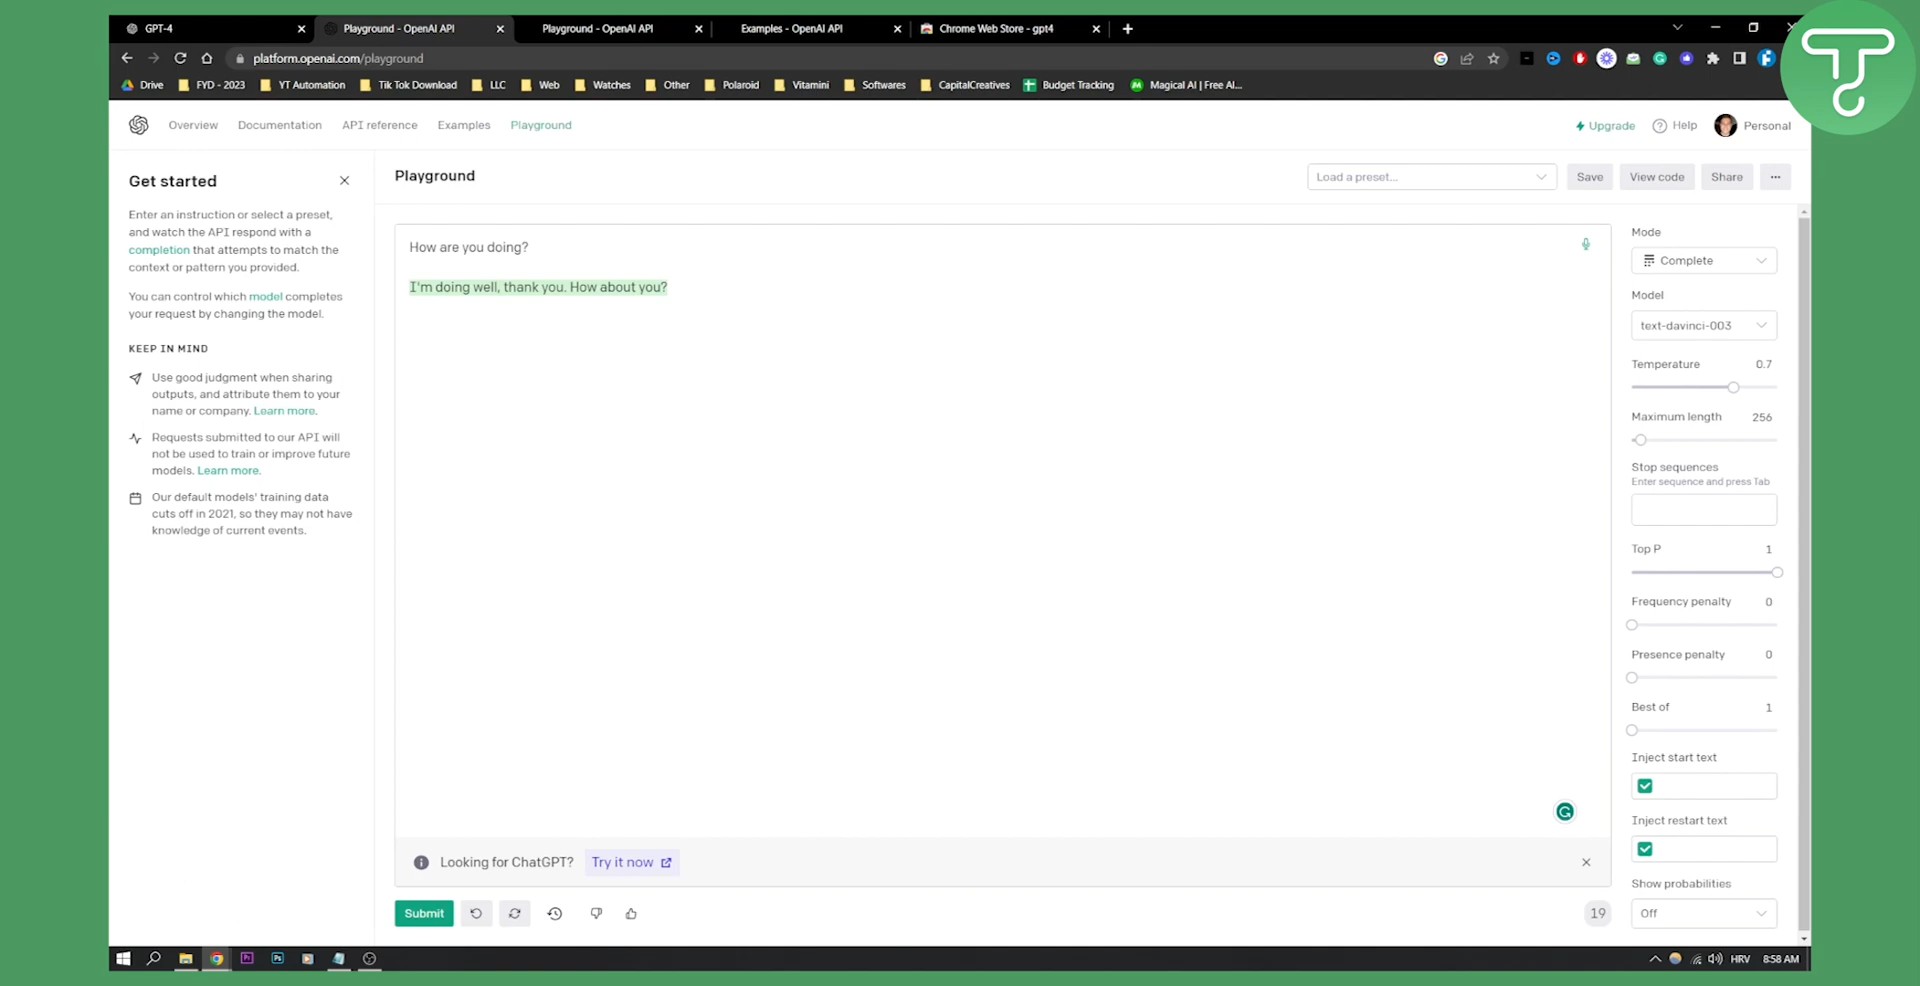 GPT-4
Playground - OpenAI API
Playground - OpenAI API
Examples - OpenAI API
Chrome Web Store - gpt4
platform.openai.com/playground
Drive
FYD - 2023
YT Automation
Tik Tok Download
LLC
Web
Watches
Other
Polaroid
Vitamini
Softwares
CapitalCreatives
Budget Tracking
Magical AI | Free AI...
Overview
Documentation
API reference
Examples
Playground
Upgrade
Help
Personal
Get started
Enter an instruction or select a preset,
and watch the API respond with a
completion that attempts to match the
context or pattern you provided.
You can control which model completes
your request by changing the model.
KEEP IN MIND
Use good judgment when sharing
outputs, and attribute them to your
name or company. Learn more.
Requests submitted to our API will
not be used to train or improve future
models. Learn more.
Our default models' training data
cuts off in 2021, so they may not have
knowledge of current events.
Playground
Load a preset...
Save
View code
Share
...
How are you doing?
I'm doing well, thank you. How about you?
Looking for ChatGPT?
Try it now
Submit
19
Mode
Complete
Model
text-davinci-003
Temperature 0.7
Maximum length 256
Stop sequences
Enter sequence and press Tab
Top P 1
Frequency penalty 0
Presence penalty 0
Best of 1
Inject start text
Inject restart text
Show probabilities
Off
HRV
8:58 AM